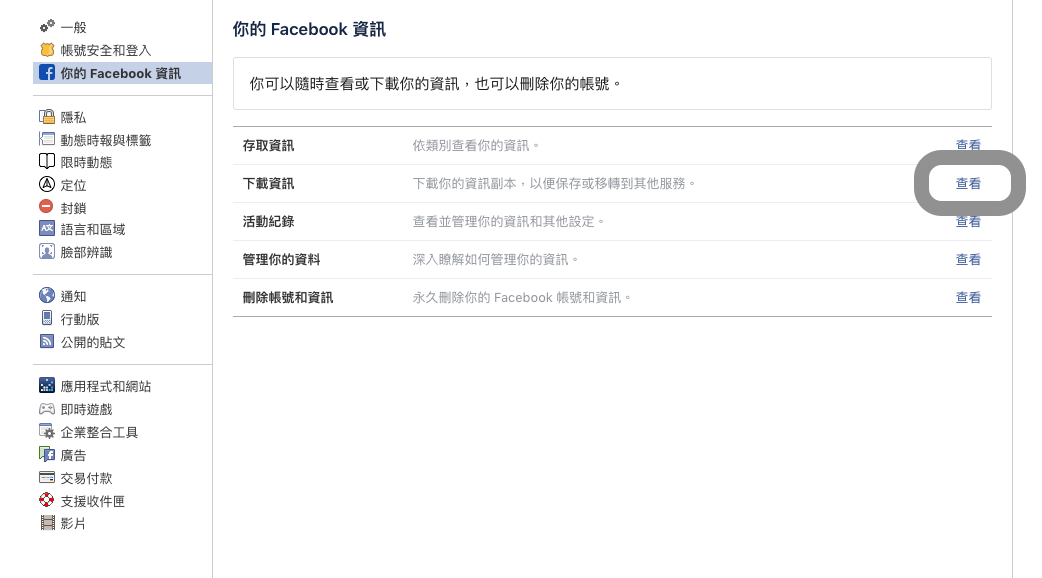 一般
帳號安全和登入
你的 Facebook 資訊
隱私
動態時報與標籤
限時動態
定位
封鎖
語言和區域
臉部辨識
通知
行動版
公開的貼文
應用程式和網站
即時遊戲
企業整合工具
廣告
交易付款
支援收件匣
影片
你的 Facebook 資訊
你可以隨時查看或下載你的資訊，也可以刪除你的帳號。
存取資訊 依類別查看你的資訊。 查看
下載資訊 下載你的資訊副本，以便保存或移轉到其他服務。 查看
活動紀錄 查看並管理你的資訊和其他設定。 查看
管理你的資料 深入瞭解如何管理你的資訊。 查看
刪除帳號和資訊 永久刪除你的 Facebook 帳號和資訊。 查看